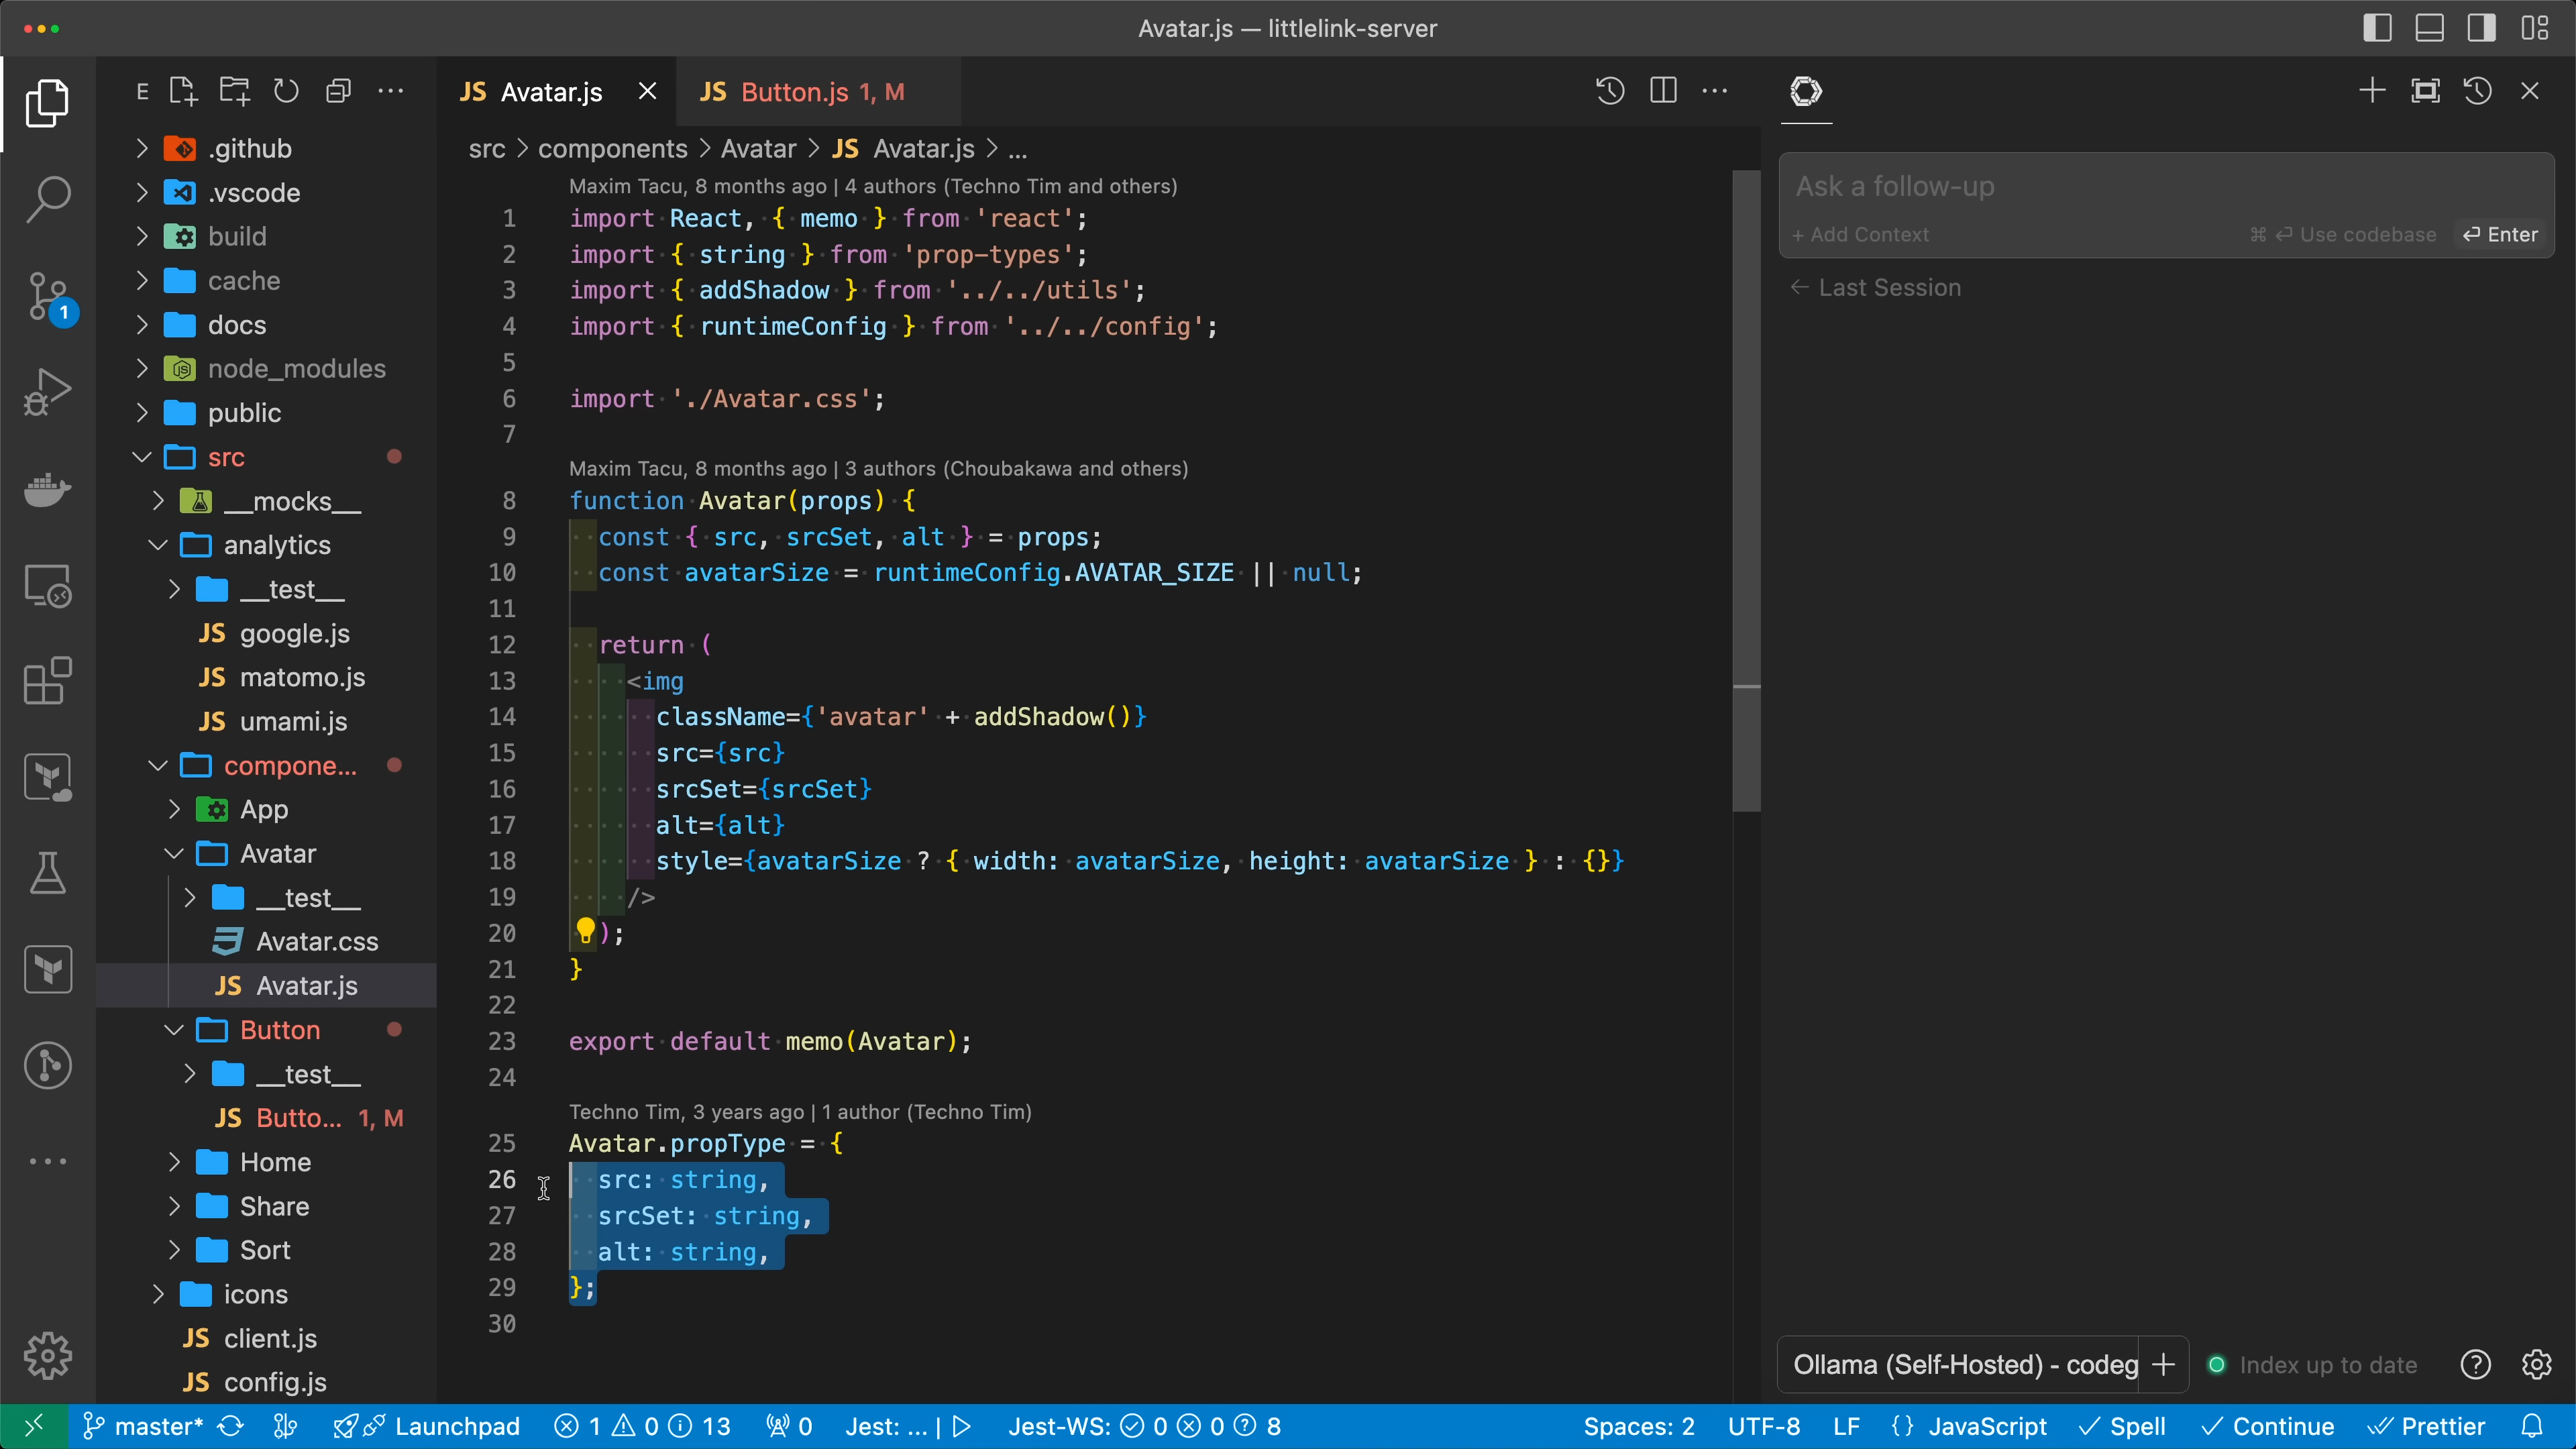 Avatar.js — littlelink-server
E
JS Avatar.js
JS Button.js 1, M
src > components > Avatar > JS Avatar.js > ...
.github
.vscode
build
cache
docs
node_modules
public
src
__mocks__
analytics
__test__
JS google.js
JS matomo.js
JS umami.js
compone...
App
Avatar
__test__
Avatar.css
JS Avatar.js
Button
__test__
JS Butto... 1, M
Home
Share
Sort
icons
JS client.js
JS config.js
1
Maxim Tacu, 8 months ago | 4 authors (Techno Tim and others)
1 import React, { memo } from 'react';
2 import { string } from 'prop-types';
3 import { addShadow } from '../../utils';
4 import { runtimeConfig } from '../../config';
5
6 import './Avatar.css';
7
Maxim Tacu, 8 months ago | 3 authors (Choubakawa and others)
8 function Avatar(props) {
9 const { src, srcSet, alt } = props;
10 const avatarSize = runtimeConfig.AVATAR_SIZE || null;
11
12 return (
13 <img
14 className={'avatar' + addShadow()}
15 src={src}
16 srcSet={srcSet}
17 alt={alt}
18 style={avatarSize ? { width: avatarSize, height: avatarSize } : {}}
19 />
20 );
21 }
22
23 export default memo(Avatar);
24
Techno Tim, 3 years ago | 1 author (Techno Tim)
25 Avatar.propType = {
26 src: string,
27 srcSet: string,
28 alt: string,
29 };
30
Ask a follow-up
+ Add Context
⌘ ⏎ Use codebase
⏎ Enter
← Last Session
Ollama (Self-Hosted) - codeg
Index up to date
master*
Launchpad
1 0 13
0
Jest: ... |
Jest-WS: 0 0 8
Spaces: 2
UTF-8
LF
{} JavaScript
Spell
Continue
Prettier